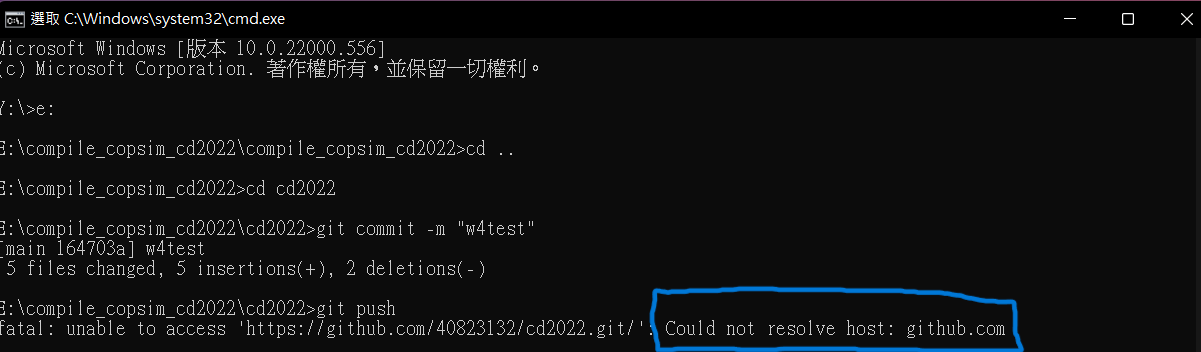 選取 C:\Windows\system32\cmd.exe
Microsoft Windows [版本 10.0.22000.556]
(c) Microsoft Corporation. 著作權所有，並保留一切權利。
Y:\>e:
E:\compile_copsim_cd2022\compile_copsim_cd2022>cd ..
E:\compile_copsim_cd2022>cd cd2022
E:\compile_copsim_cd2022\cd2022>git commit -m "w4test"
[main 164703a] w4test
5 files changed, 5 insertions(+), 2 deletions(-)
E:\compile_copsim_cd2022\cd2022>git push
fatal: unable to access 'https://github.com/40823132/cd2022.git/': Could not resolve host: github.com